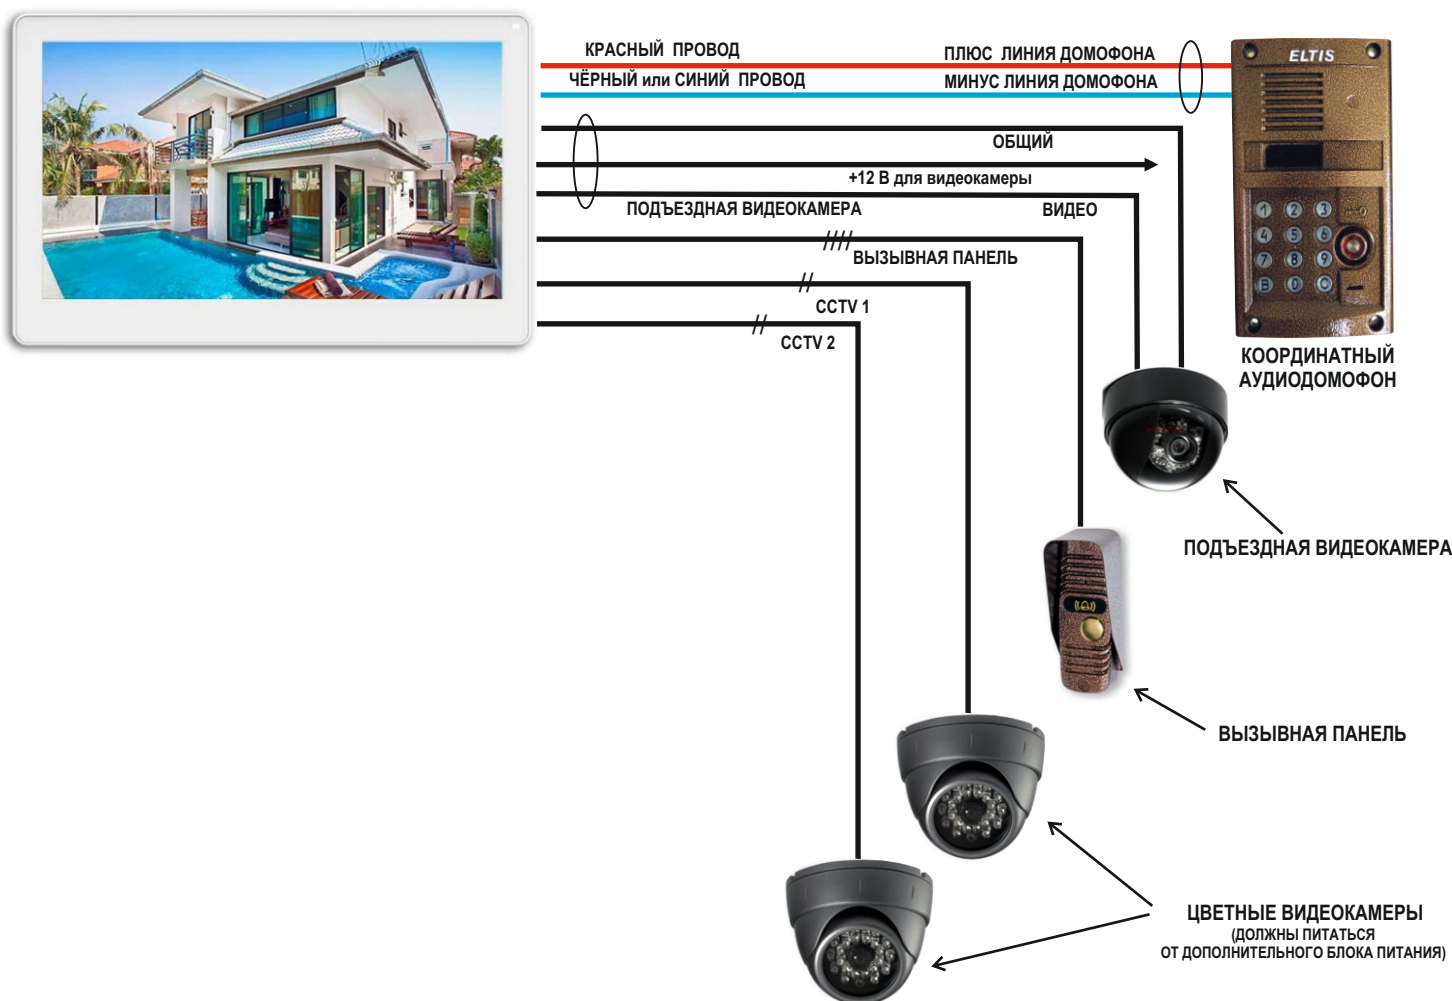 КРАСНЫЙ ПРОВОД
ПЛЮС ЛИНИЯ ДОМОФОНА
ЧЁРНЫЙ или СИНИЙ ПРОВОД
МИНУС ЛИНИЯ ДОМОФОНА
ELTIS
ОБЩИЙ
+12 В для видеокамеры
ПОДЪЕЗДНАЯ ВИДЕОКАМЕРА
ВИДЕО
1 2 3
4 5 6
7 8 9
B 0 C
ВЫЗЫВНАЯ ПАНЕЛЬ
CCTV 1
CCTV 2
КООРДИНАТНЫЙ
АУДИОДОМОФОН
ПОДЪЕЗДНАЯ ВИДЕОКАМЕРА
ВЫЗЫВНАЯ ПАНЕЛЬ
ЦВЕТНЫЕ ВИДЕОКАМЕРЫ
(ДОЛЖНЫ ПИТАТЬСЯ
ОТ ДОПОЛНИТЕЛЬНОГО БЛОКА ПИТАНИЯ)